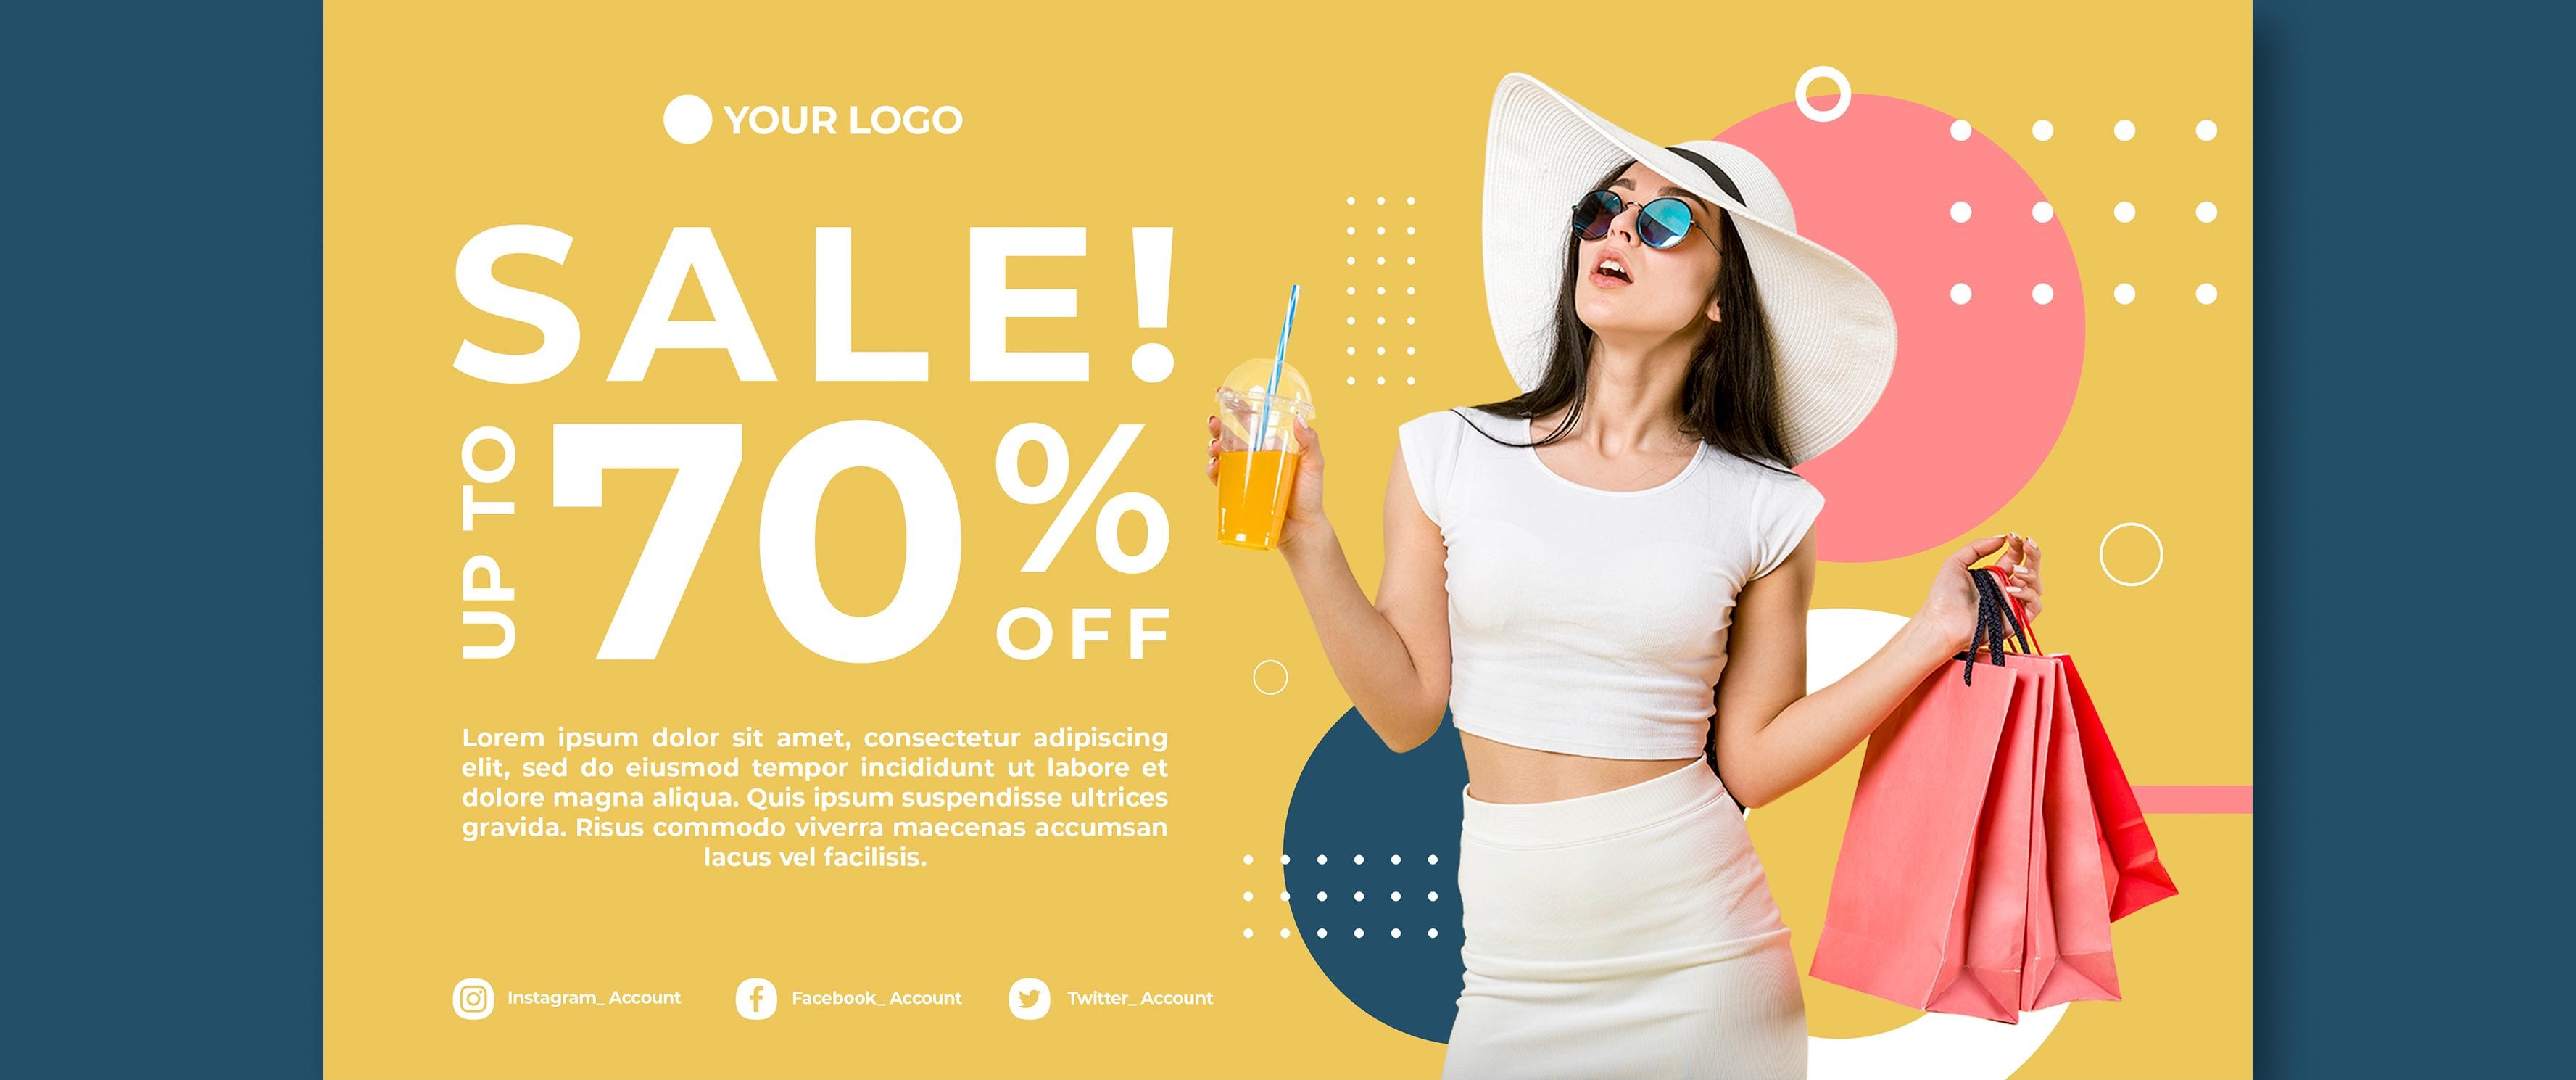 YOUR LOGO
SALE!
UP TO
70%
OFF
Lorem ipsum dolor sit amet, consectetur adipiscing
elit, sed do eiusmod tempor incididunt ut labore et
dolore magna aliqua. Quis ipsum suspendisse ultrices
gravida. Risus commodo viverra maecenas accumsan
lacus vel facilisis.
Instagram_ Account
Facebook_ Account
Twitter_ Account